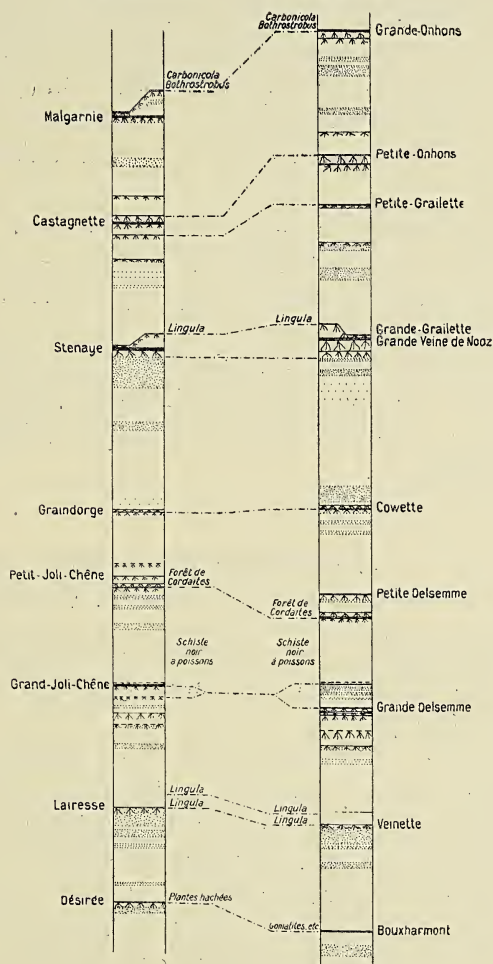 Carbonicola
Bothrostrobus
Grande-Onhons
Carbonicola
Bothrostrobus
Malgarnie
Petite-Onhons
Castagnette
Petite-Grailette
Lingula
Lingula
Grande-Grailette
Stenaye
Grande Veine de Nooz
Graindorge
Cowette
Petit-Joli-Chêne
Forêt de
Cordaites
Petite Delsemme
Forêt de
Cordaites
Schiste
noir
à poissons
Schiste
noir
à poissons
Grand-Joli-Chêne
Grande Delsemme
Lingula
Lairesse
Lingula
Lingula
Lingula
Veinette
Désirée
Plantes hachées
Goniatites, etc
Bouxharmont